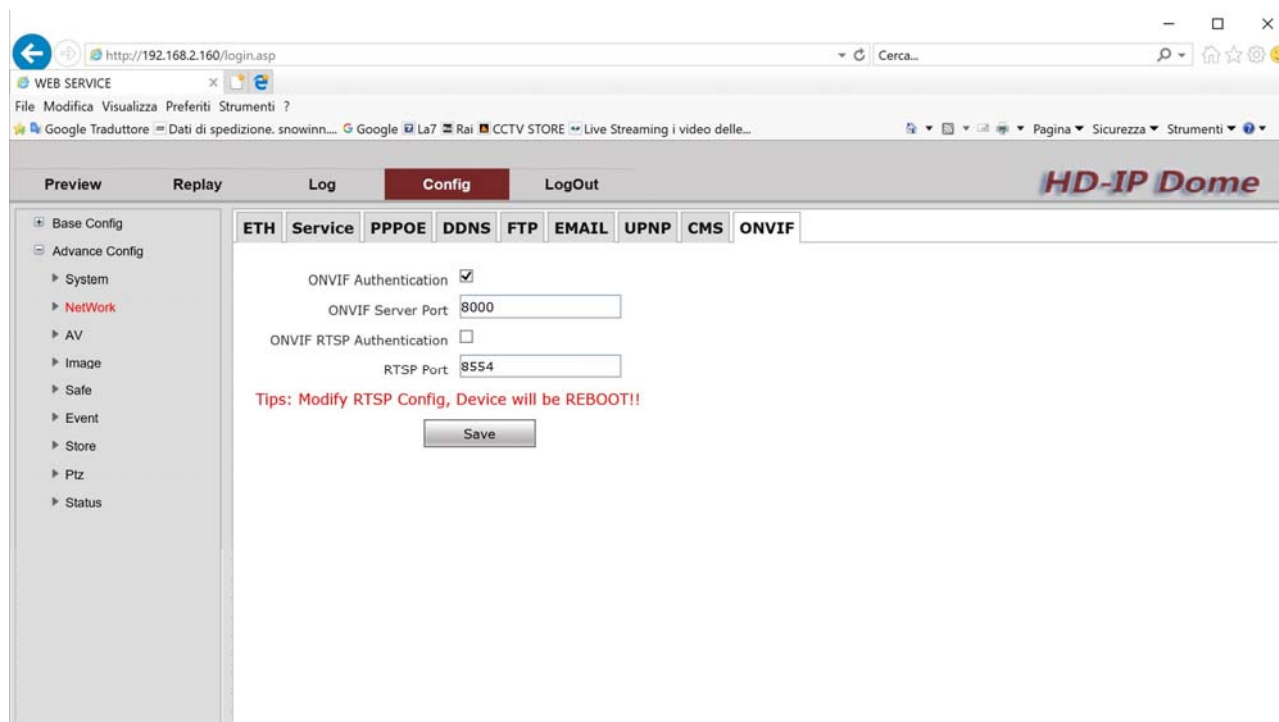 http://192.168.2.160/login.asp
Cerca...
WEB SERVICE
File Modifica Visualizza Preferiti Strumenti ?
Google Traduttore Dati di spedizione. snowinn.... Google La7 Rai CCTV STORE Live Streaming i video delle... Pagina Sicurezza Strumenti
Preview Replay Log Config LogOut HD-IP Dome
Base Config
Advance Config
System
NetWork
AV
Image
Safe
Event
Store
Ptz
Status
ETH Service PPPOE DDNS FTP EMAIL UPNP CMS ONVIF
ONVIF Authentication
ONVIF Server Port 8000
ONVIF RTSP Authentication
RTSP Port 8554
Tips: Modify RTSP Config, Device will be REBOOT!!
Save